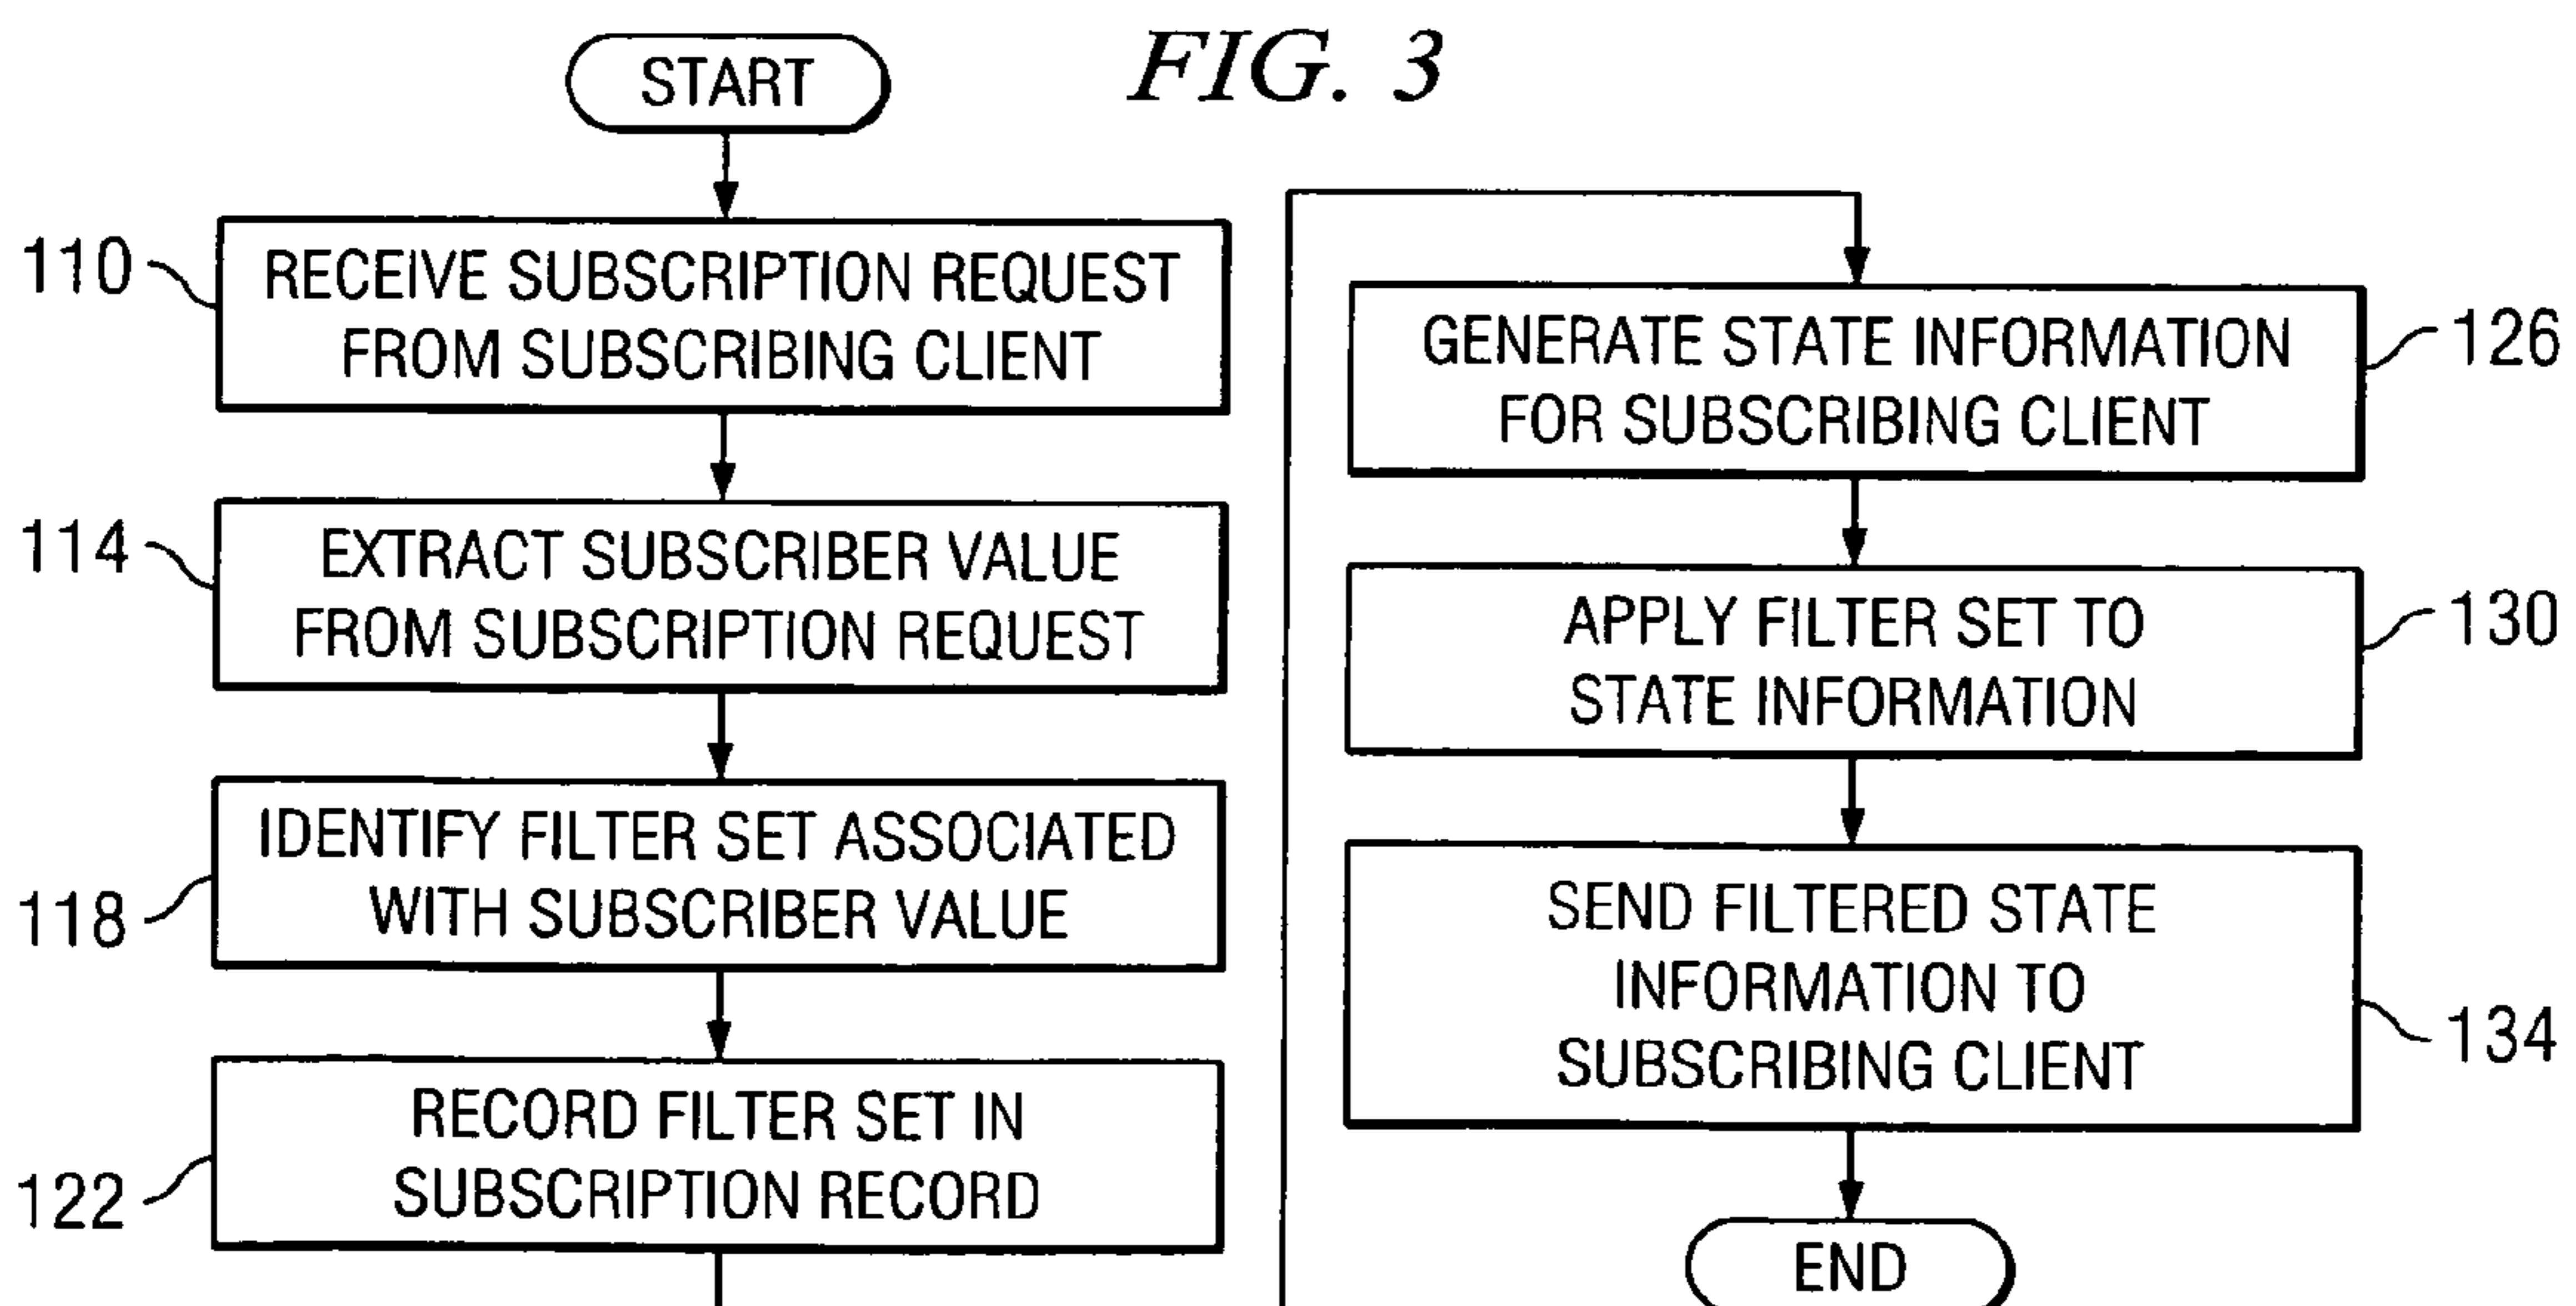 FIG. 3
START
110
RECEIVE SUBSCRIPTION REQUEST
FROM SUBSCRIBING CLIENT
114
EXTRACT SUBSCRIBER VALUE
FROM SUBSCRIPTION REQUEST
118
IDENTIFY FILTER SET ASSOCIATED
WITH SUBSCRIBER VALUE
122
RECORD FILTER SET IN
SUBSCRIPTION RECORD
GENERATE STATE INFORMATION
FOR SUBSCRIBING CLIENT
126
APPLY FILTER SET TO
STATE INFORMATION
130
SEND FILTERED STATE
INFORMATION TO
SUBSCRIBING CLIENT
134
END